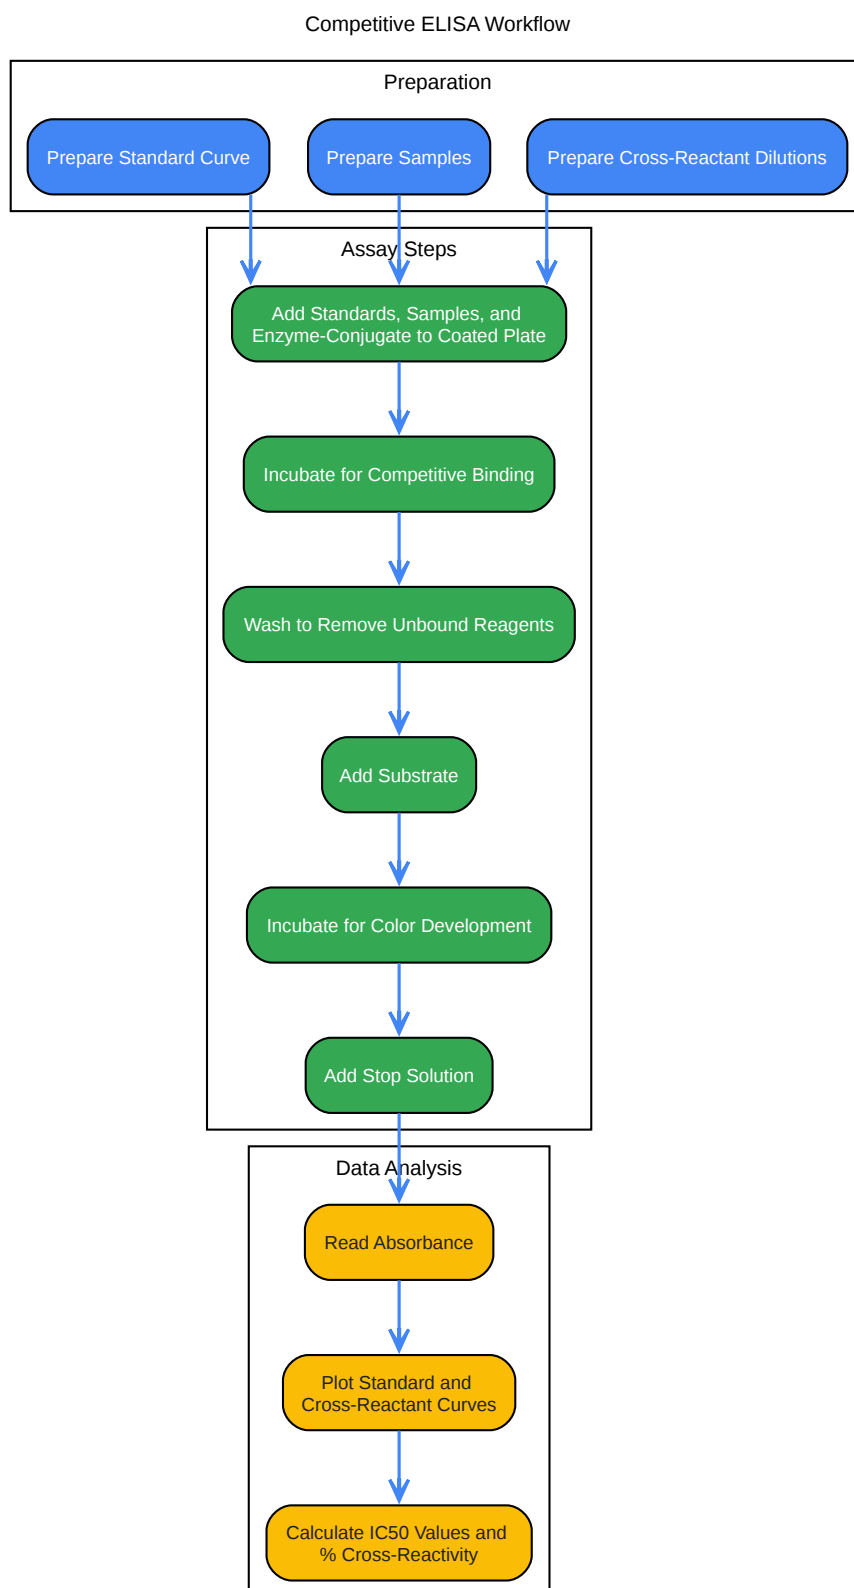 Competitive ELISA Workflow
Preparation
Prepare Standard Curve
Prepare Samples
Prepare Cross-Reactant Dilutions
Assay Steps
Add Standards, Samples, and
Enzyme-Conjugate to Coated Plate
Incubate for Competitive Binding
Wash to Remove Unbound Reagents
Add Substrate
Incubate for Color Development
Add Stop Solution
Data Analysis
Read Absorbance
Plot Standard and
Cross-Reactant Curves
Calculate IC50 Values and
% Cross-Reactivity